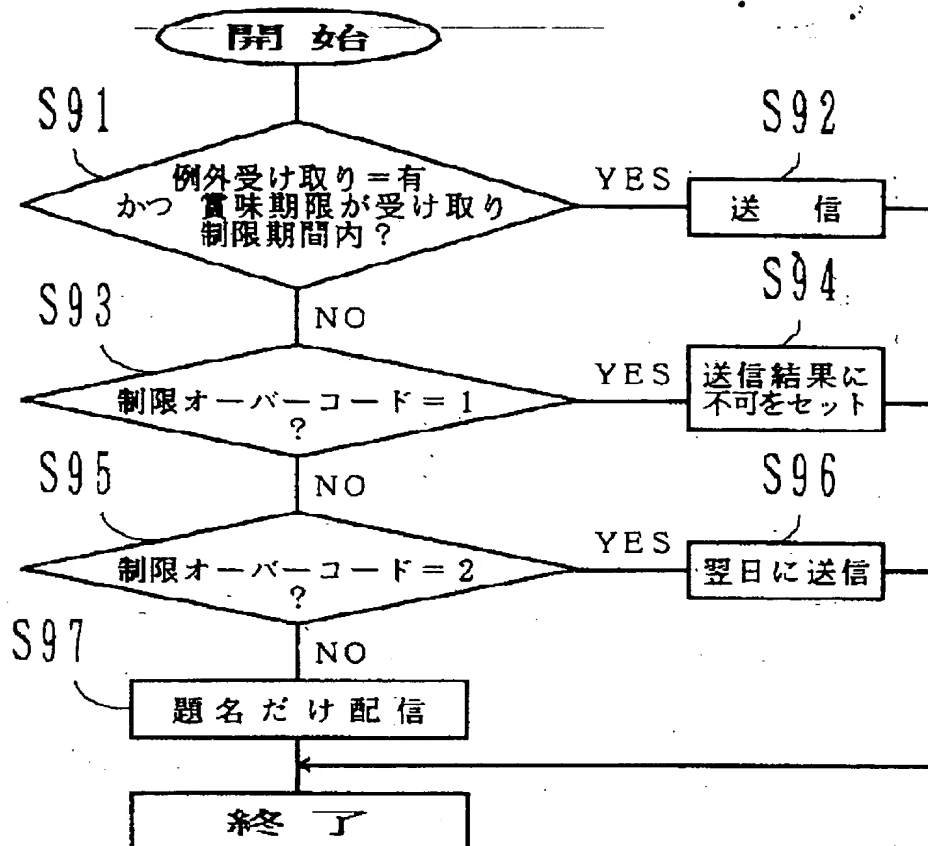 開始
S91
例外受け取り＝有
かつ 賞味期限が受け取り
制限期間内？
YES
S92
送信
NO
S93
制限オーバーコード＝1
？
YES
S94
送信結果に
不可をセット
NO
S95
制限オーバーコード＝2
？
YES
S96
翌日に送信
NO
S97
題名だけ配信
終了